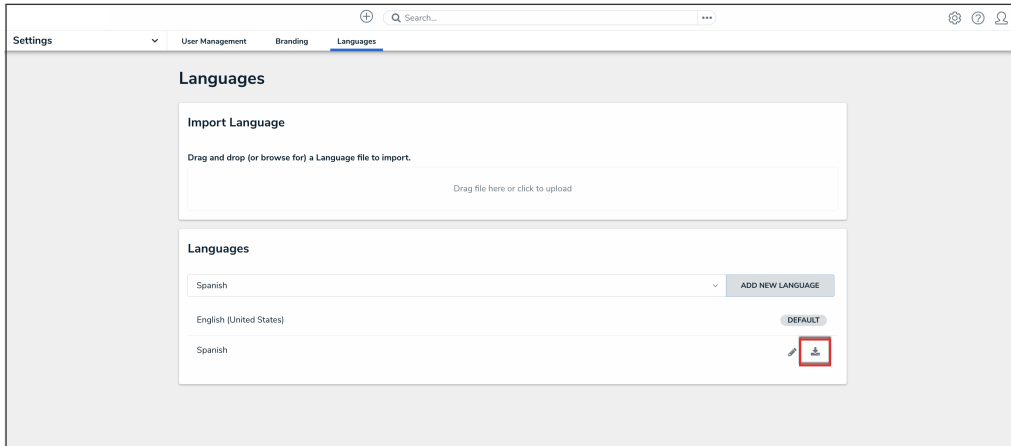 Search...
Settings
User Management
Branding
Languages
Languages
Import Language
Drag and drop (or browse for) a Language file to import.
Drag file here or click to upload
Languages
Spanish
ADD NEW LANGUAGE
English (United States)
DEFAULT
Spanish